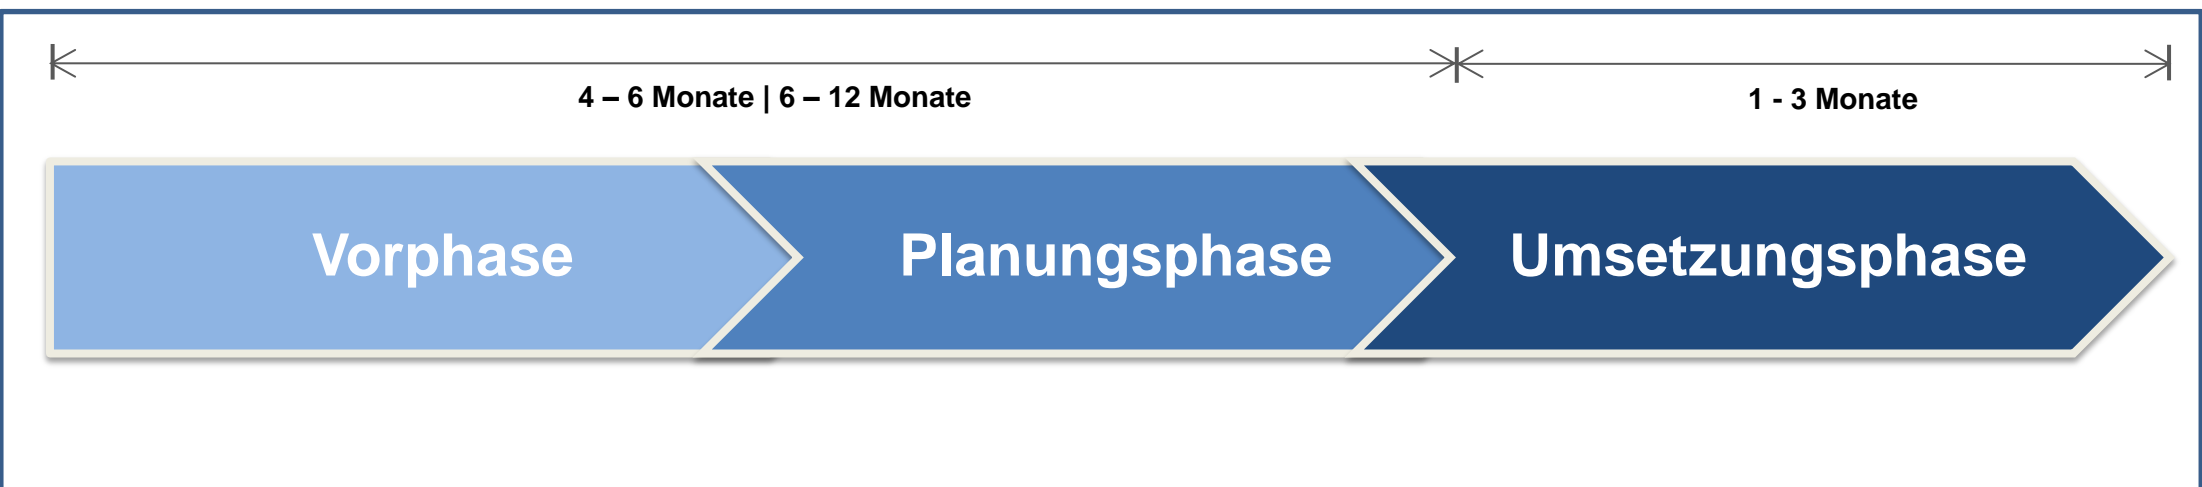 4 – 6 Monate | 6 – 12 Monate
1 - 3 Monate
Vorphase
Planungsphase
Umsetzungsphase